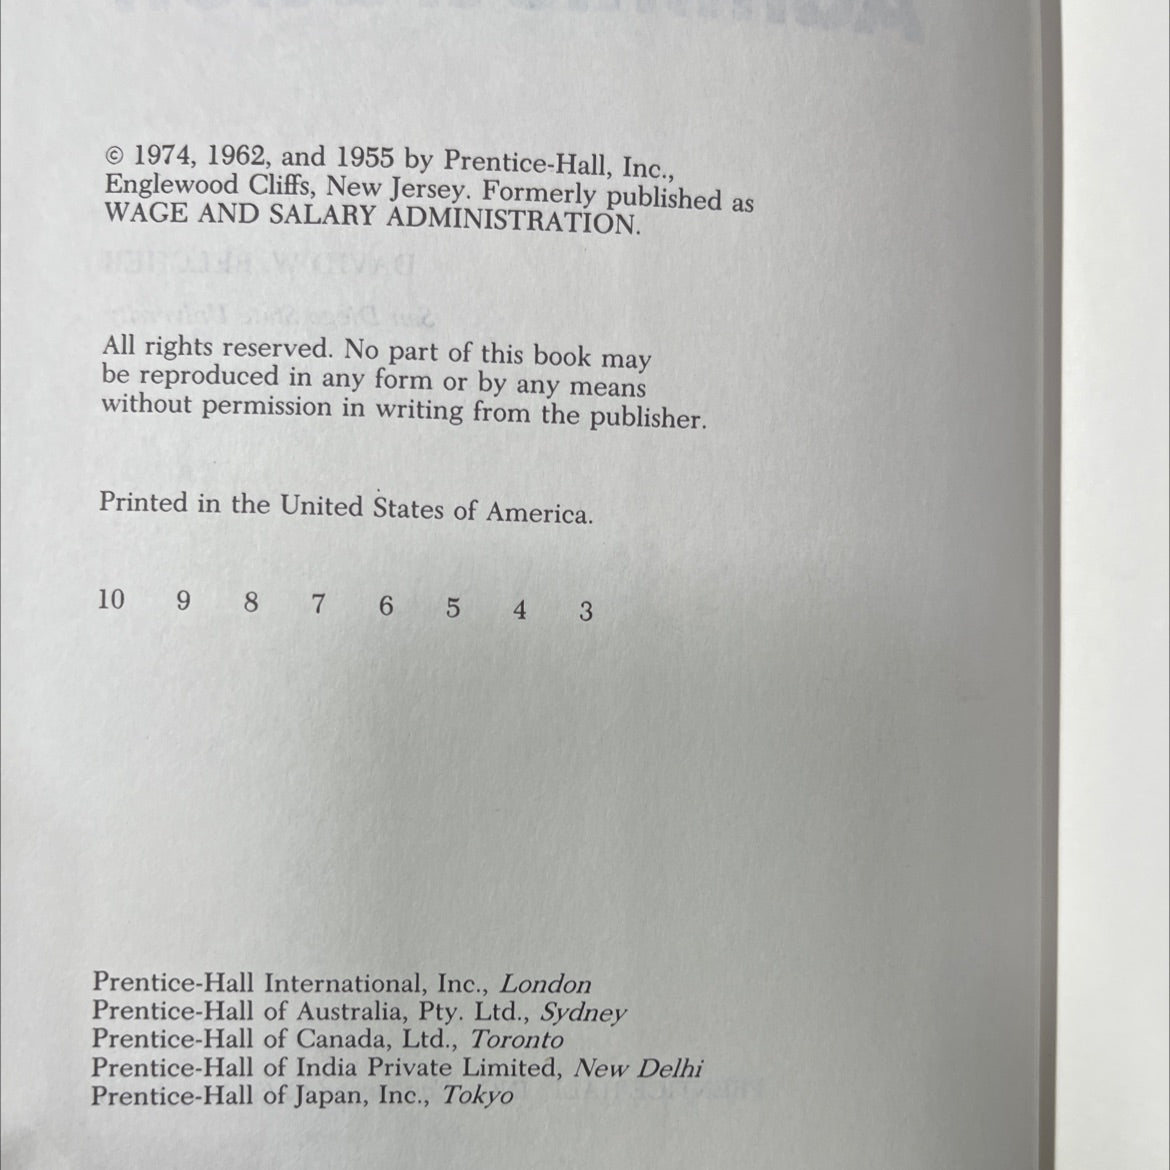 © 1974, 1962, and 1955 by Prentice-Hall, Inc.,
Englewood Cliffs, New Jersey. Formerly published as
WAGE AND SALARY ADMINISTRATION.
All rights reserved. No part of this book may
be reproduced in any form or by any means
without permission in writing from the publisher.
Printed in the United States of America.
10 9 8 7 6 5 4 3
Prentice-Hall International, Inc., London
Prentice-Hall of Australia, Pty. Ltd., Sydney
Prentice-Hall of Canada, Ltd., Toronto
Prentice-Hall of India Private Limited, New Delhi
Prentice-Hall of Japan, Inc., Tokyo